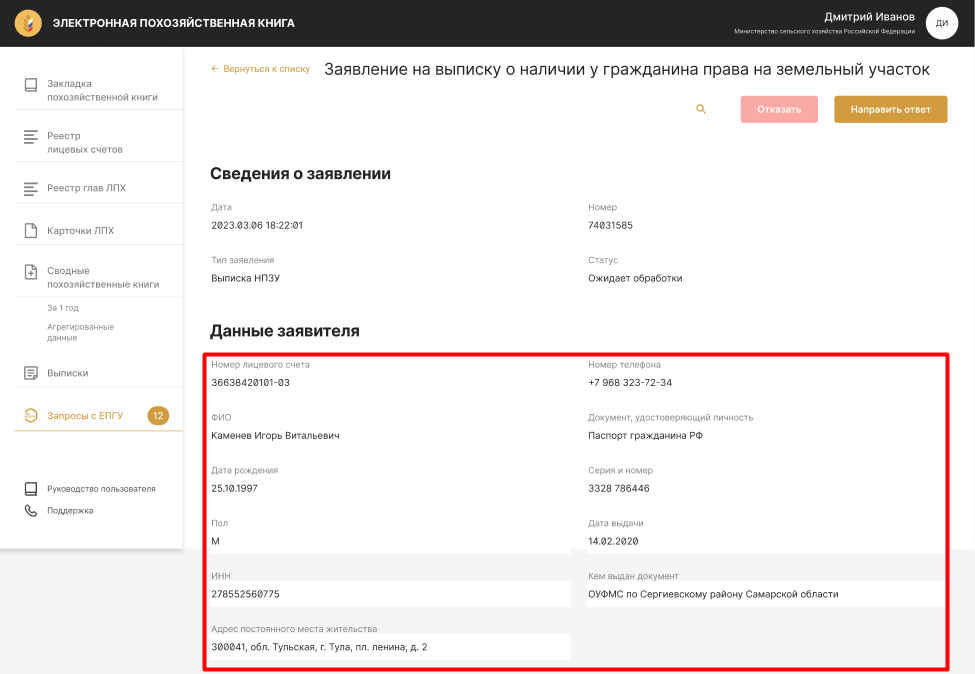 ЭЛЕКТРОННАЯ ПОХОЗЯЙСТВЕННАЯ КНИГА
Дмитрий Иванов
Министерство сельского хозяйства Российской Федерации
ДИ
Закладка
похозяйственной книги
Реестр
лицевых счетов
Реестр глав ЛПХ
Карточки ЛПХ
Сводные
похозяйственные книги
За 1 год
Агрегированные
данные
Выписки
Запросы с ЕПГУ 12
Руководство пользователя
Поддержка
← Вернуться к списку
Заявление на выписку о наличии у гражданина права на земельный участок
Отказать
Направить ответ
Сведения о заявлении
Дата
2023.03.06 18:22:01
Номер
74031585
Тип заявления
Выписка НПЗУ
Статус
Ожидает обработки
Данные заявителя
Номер лицевого счета
36638420101-03
Номер телефона
+7 968 323-72-34
ФИО
Каменев Игорь Витальевич
Документ, удостоверяющий личность
Паспорт гражданина РФ
Дата рождения
25.10.1997
Серия и номер
3328 786446
Пол
М
Дата выдачи
14.02.2020
ИНН
278552560775
Кем выдан документ
ОУФМС по Сергиевскому району Самарской области
Адрес постоянного места жительства
300041, обл. Тульская, г. Тула, пл. ленина, д. 2